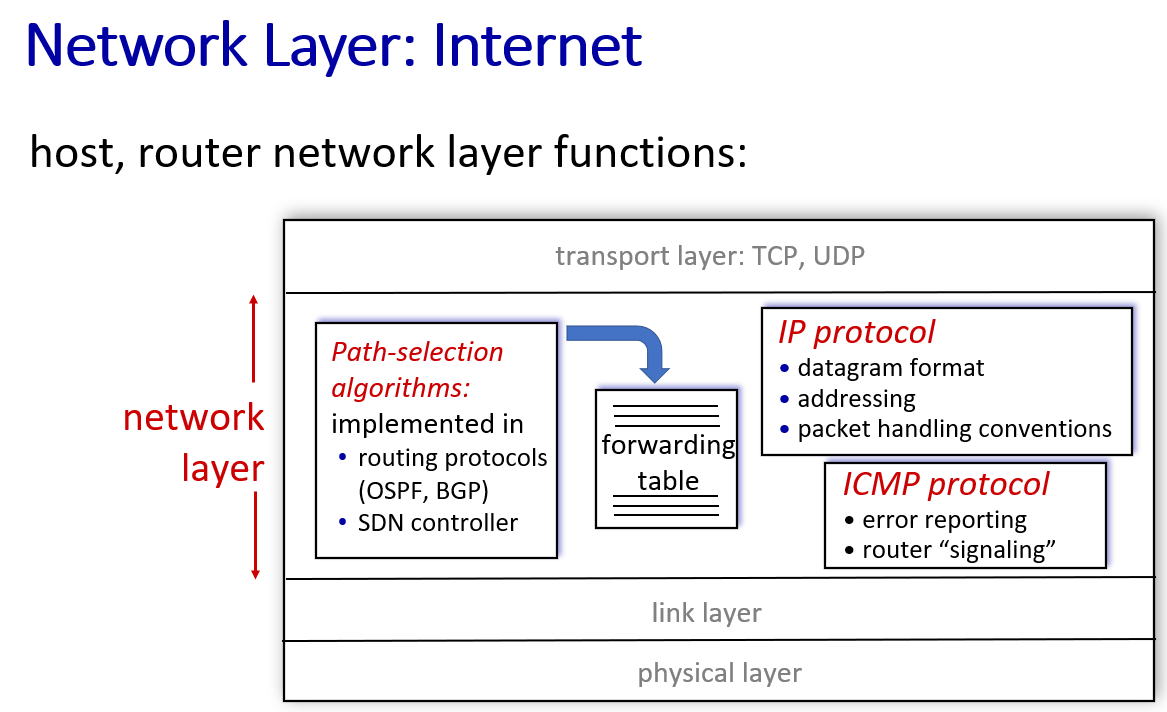 Network Layer: Internet
host, router network layer functions:
transport layer: TCP, UDP
network
layer
Path-selection
algorithms:
implemented in
• routing protocols
(OSPF, BGP)
• SDN controller
forwarding
table
IP protocol
• datagram format
• addressing
• packet handling conventions
ICMP protocol
• error reporting
• router “signaling”
link layer
physical layer